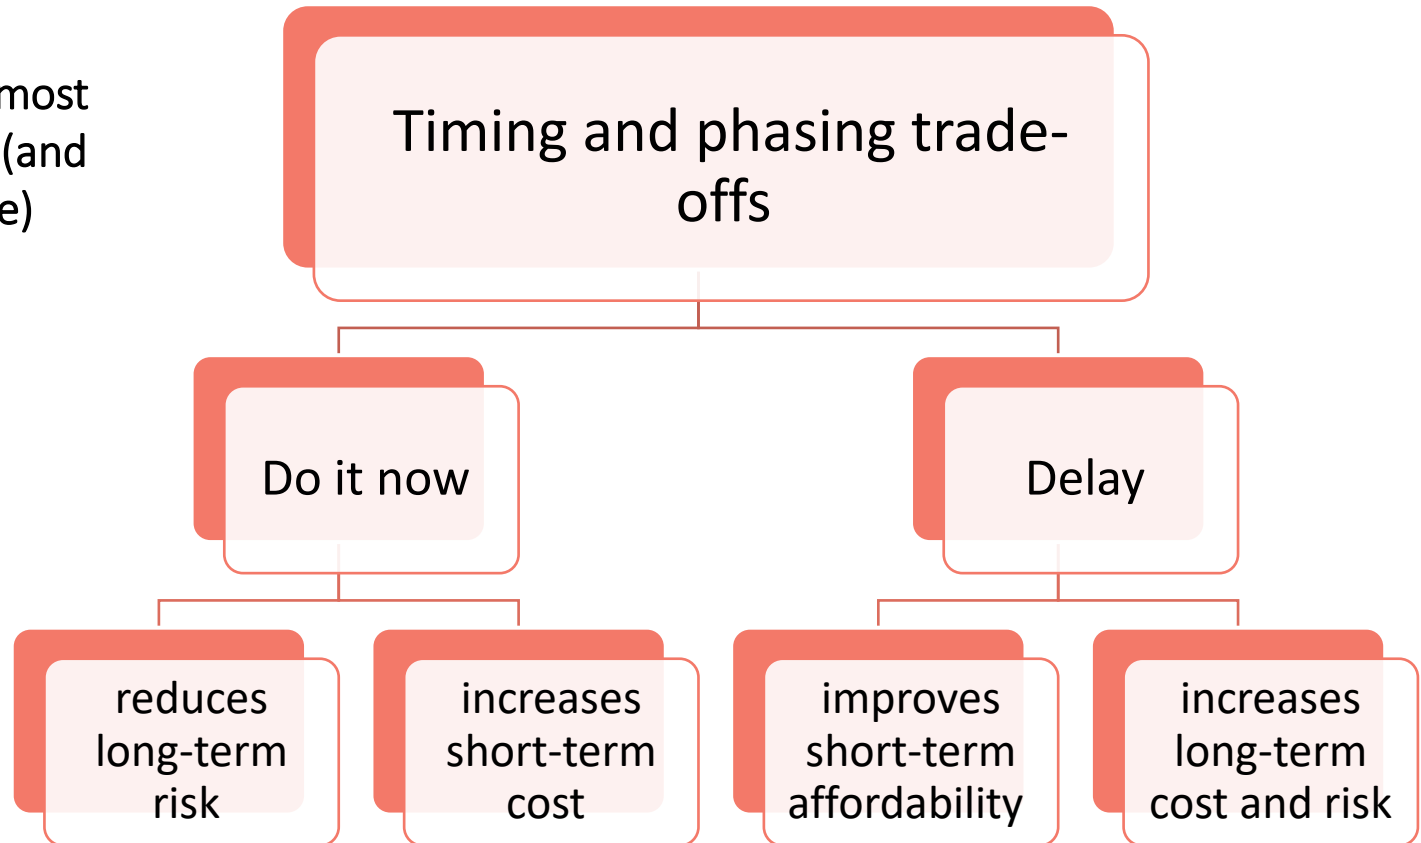 most
(and
e)
Timing and phasing trade-
offs
Do it now
Delay
reduces
long-term
risk
increases
short-term
cost
improves
short-term
affordability
increases
long-term
cost and risk